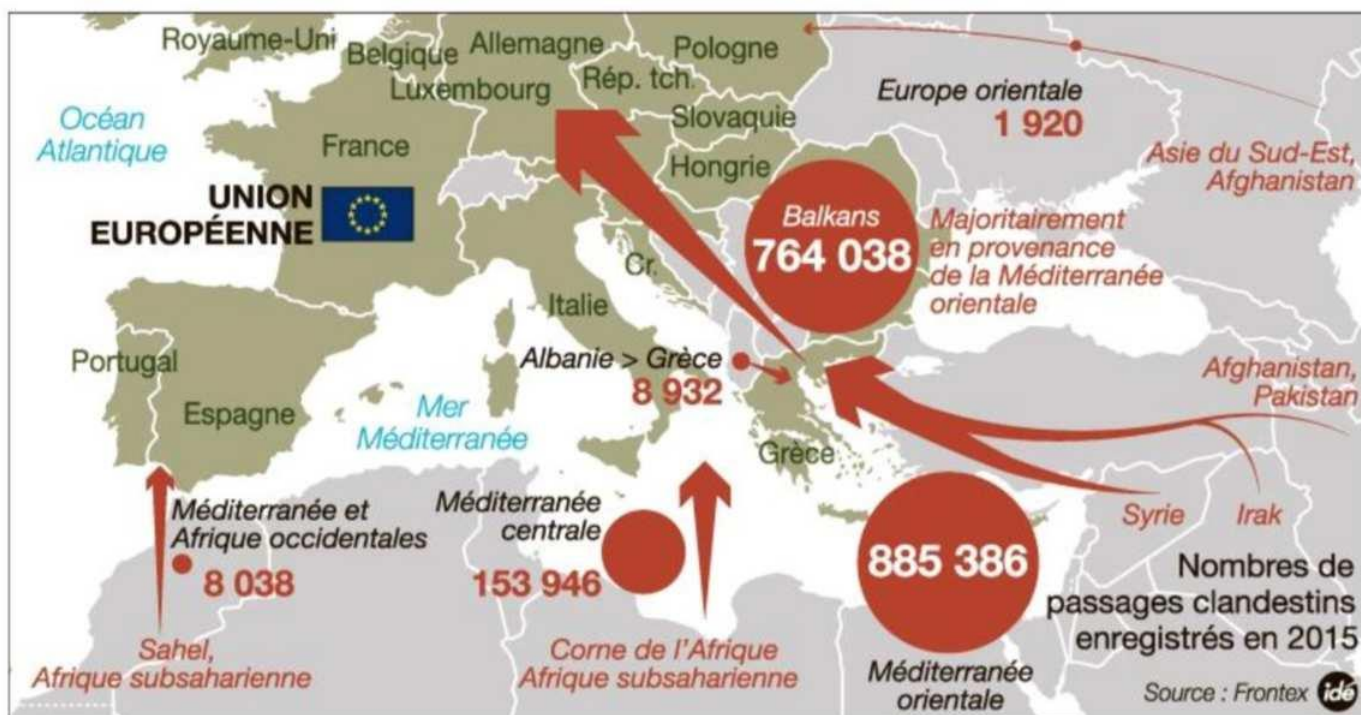 Royaume-Uni
Belgique
Allemagne
Luxembourg
Pologne
Rép. tch.
Slovaquie
Hongrie
Europe orientale
1 920
Asie du Sud-Est,
Afghanistan
Océan
Atlantique
France
UNION
EUROPÉENNE
Balkans
764 038
Majoritairement
en provenance
de la Méditerranée
orientale
Cr.
Italie
Portugal
Espagne
Mer
Méditerranée
Albanie > Grèce
8 932
Grèce
Afghanistan,
Pakistan
Syrie
Irak
Méditerranée et
Afrique occidentales
8 038
Sahel,
Afrique subsaharienne
Méditerranée
centrale
153 946
Corne de l'Afrique
Afrique subsaharienne
885 386
Méditerranée
orientale
Nombres de
passages clandestins
enregistrés en 2015
Source : Frontex idé